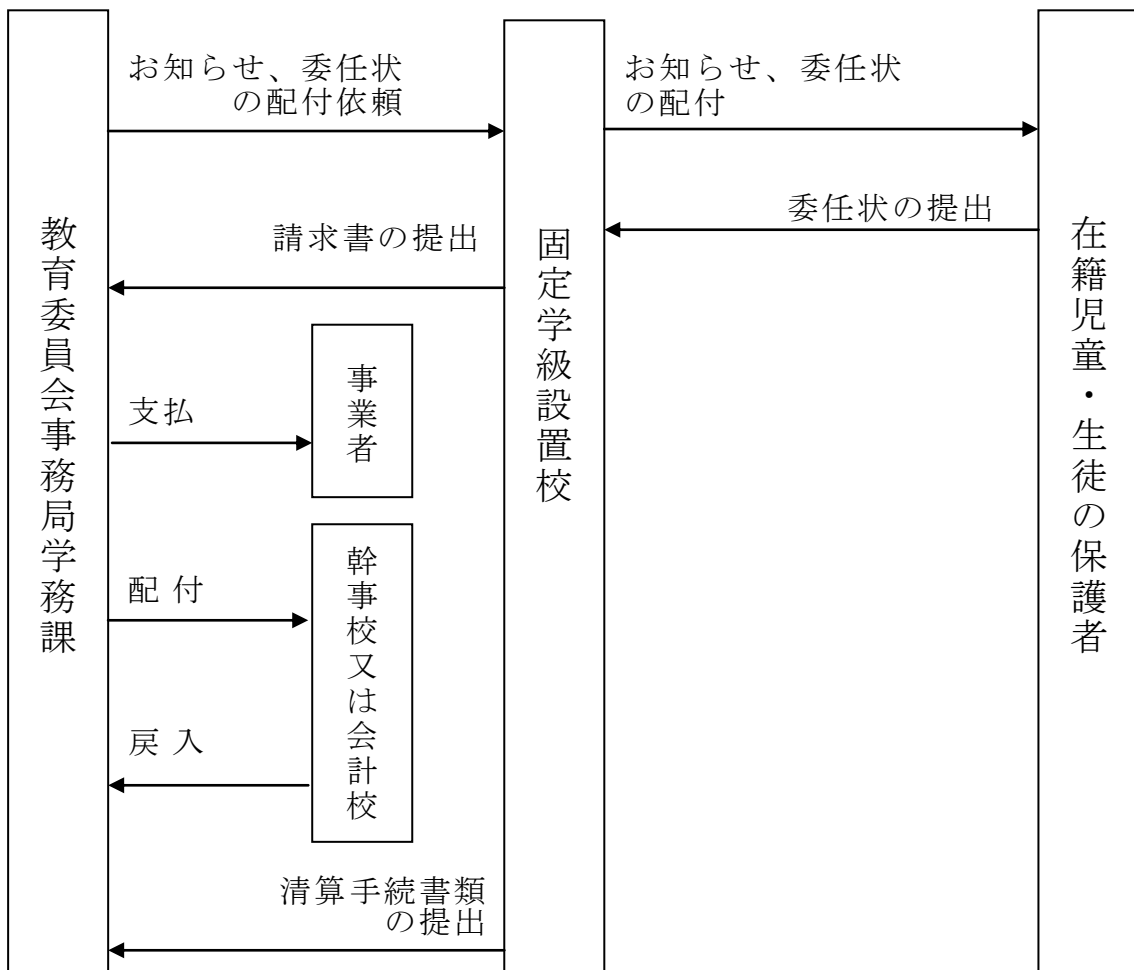 お知らせ、委任状
の配付依頼
お知らせ、委任状
の配付
委任状の提出
請求書の提出
教育委員会事務局学務課
固定学級設置校
在籍児童・生徒の保護者
事業者
支払
幹事校又は会計校
配付
戻入
清算手続書類
の提出